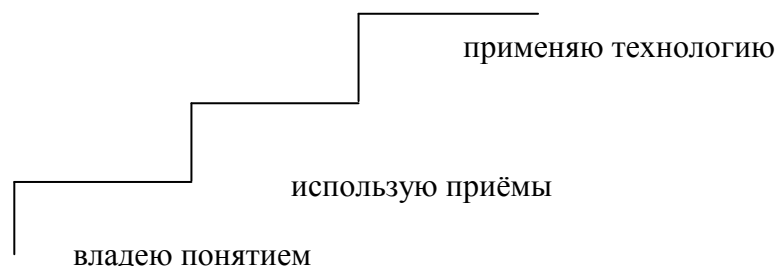 применяю технологию
использую приёмы
владею понятием